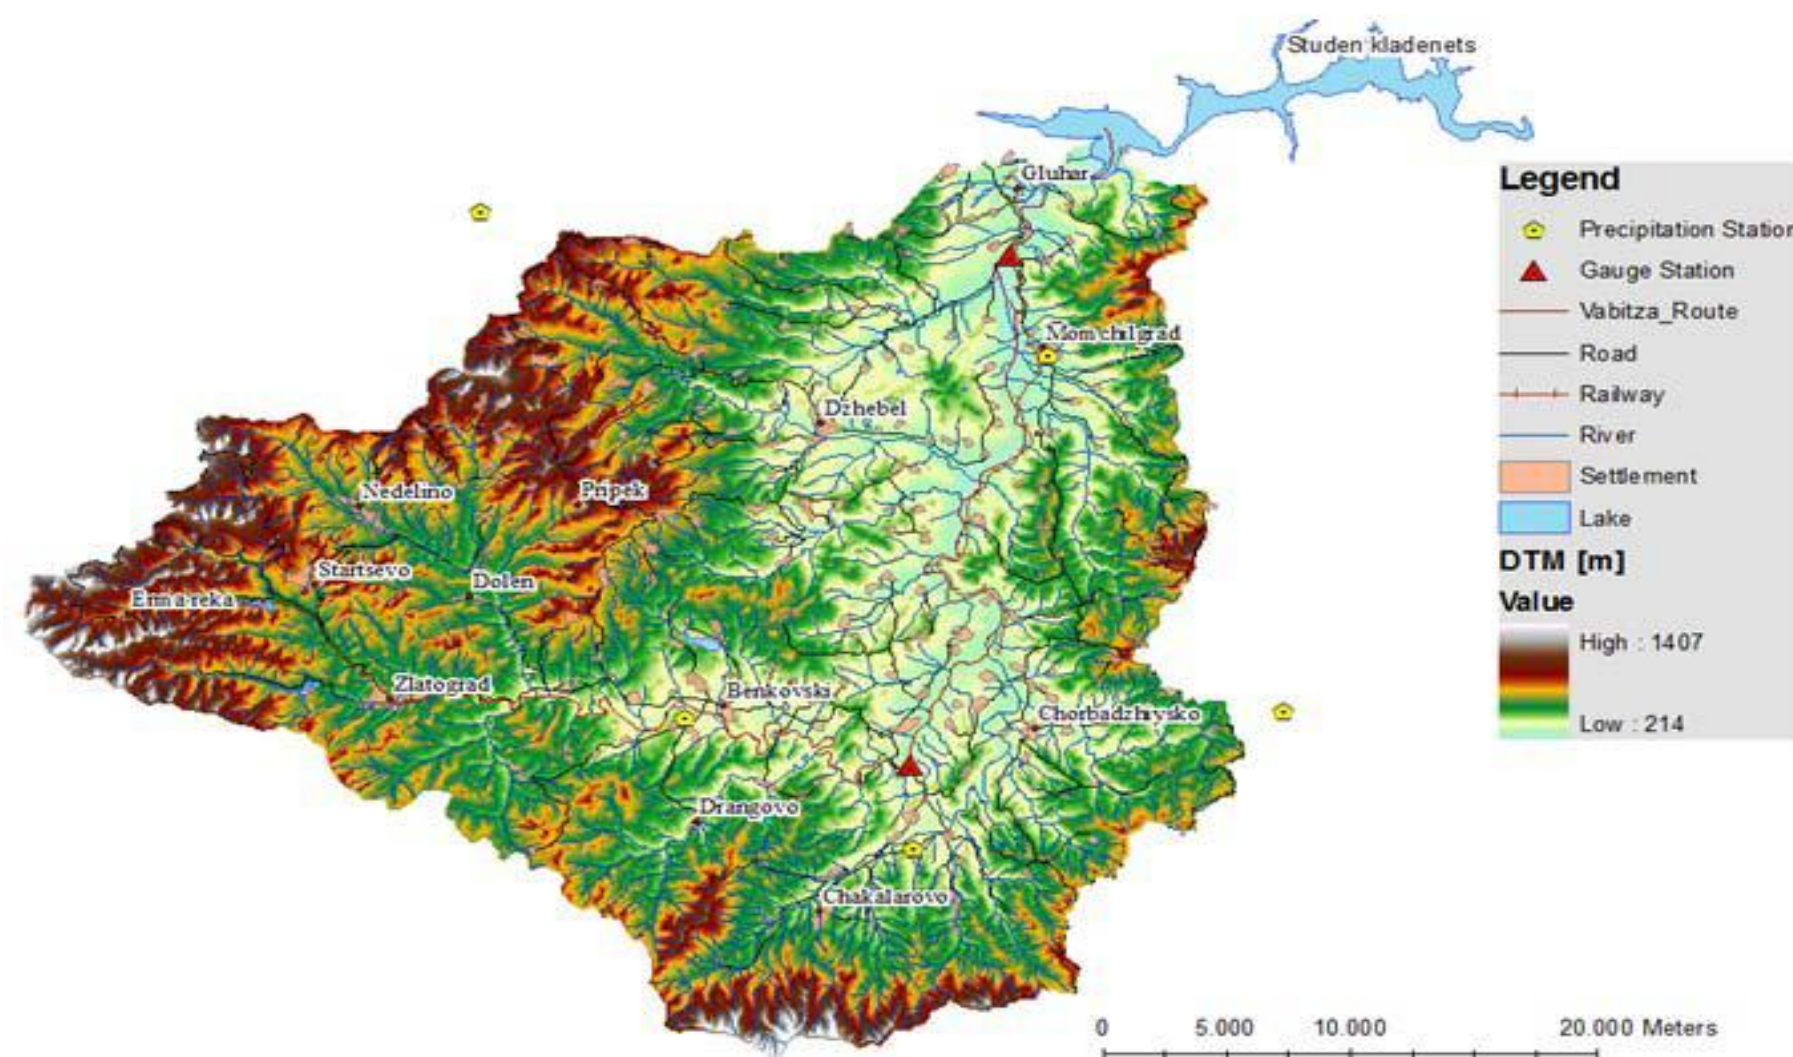 Studen kladenets
Gluhar
Momchilgrad
Dzhebel
Nedelino
Pripek
Startsevo
Dolen
Erma reka
Zlatograd
Benkovski
Chorbadzhiysko
Drangovo
Chakalarovo
Legend
Precipitation Station
Gauge Station
Vabitza_Route
Road
Railway
River
Settlement
Lake
DTM [m]
Value
High : 1407
Low : 214
0 5.000 10.000 20.000 Meters